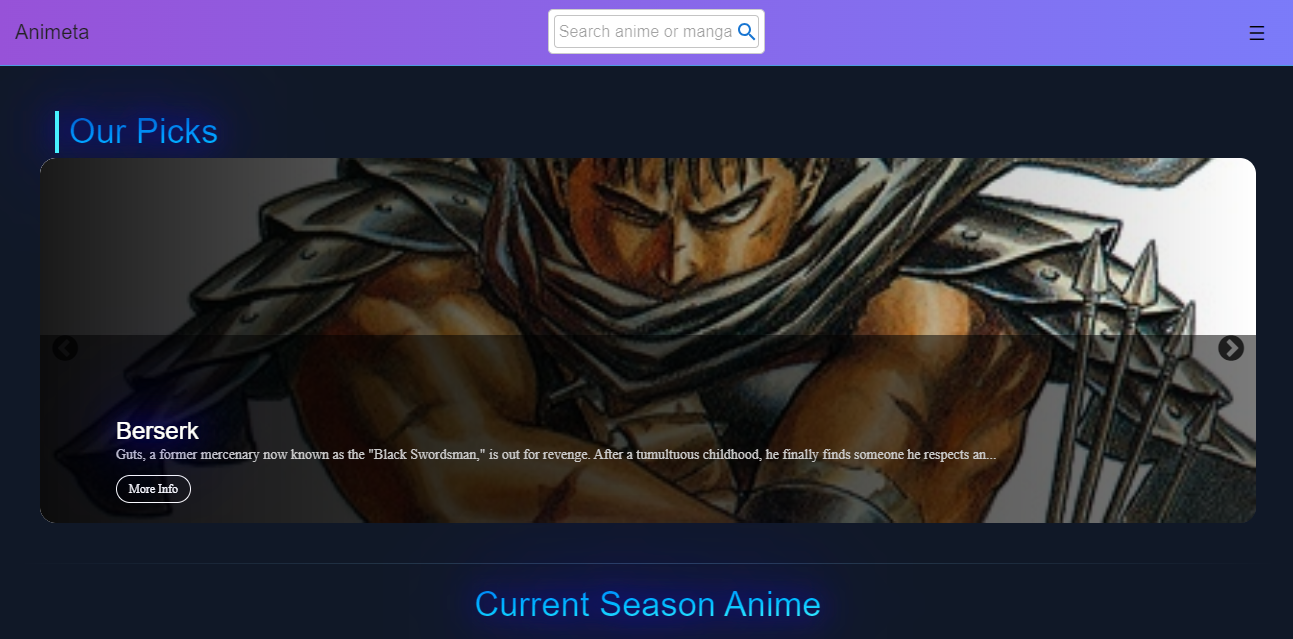 Animeta
Search anime or manga
Our Picks
Berserk
Guts, a former mercenary now known as the "Black Swordsman," is out for revenge. After a tumultuous childhood, he finally finds someone he respects an...
More Info
Current Season Anime